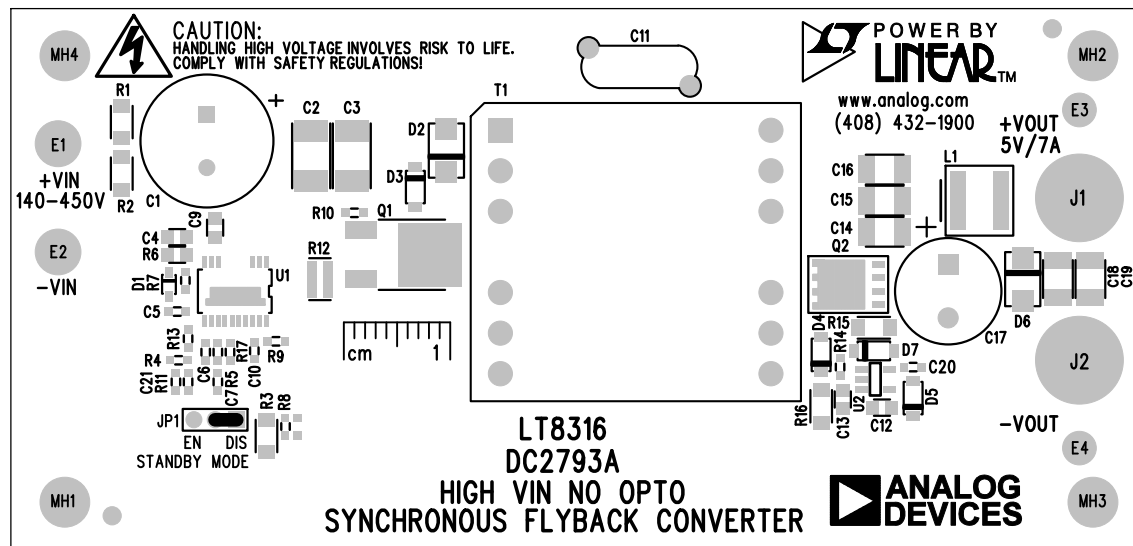 MH4
CAUTION:
HANDLING HIGH VOLTAGE INVOLVES RISK TO LIFE.
COMPLY WITH SAFETY REGULATIONS!
C11
POWER BY
LINEAR™
MH2
R1
C2
C3
T1
www.analog.com
(408) 432-1900
E3
+
D2
+VOUT
5V/7A
E1
+VIN
140-450V
R2
C1
D3
C16
C15
C14
L1
J1
C9
R10
Q1
+
Q2
C4
R6
E2
-VIN
R12
D1
R7
U1
C5
C18
C19
D6
C17
R13
cm
1
D4
R15
R14
D7
R4
C6
R17
C10
R9
C20
J2
C21
R11
R5
C7
JP1
EN
DIS
STANDBY MODE
R3
R8
R16
C13
U2
C12
D5
-VOUT
E4
LT8316
DC2793A
HIGH VIN NO OPTO
SYNCHRONOUS FLYBACK CONVERTER
ANALOG
DEVICES
MH1
MH3